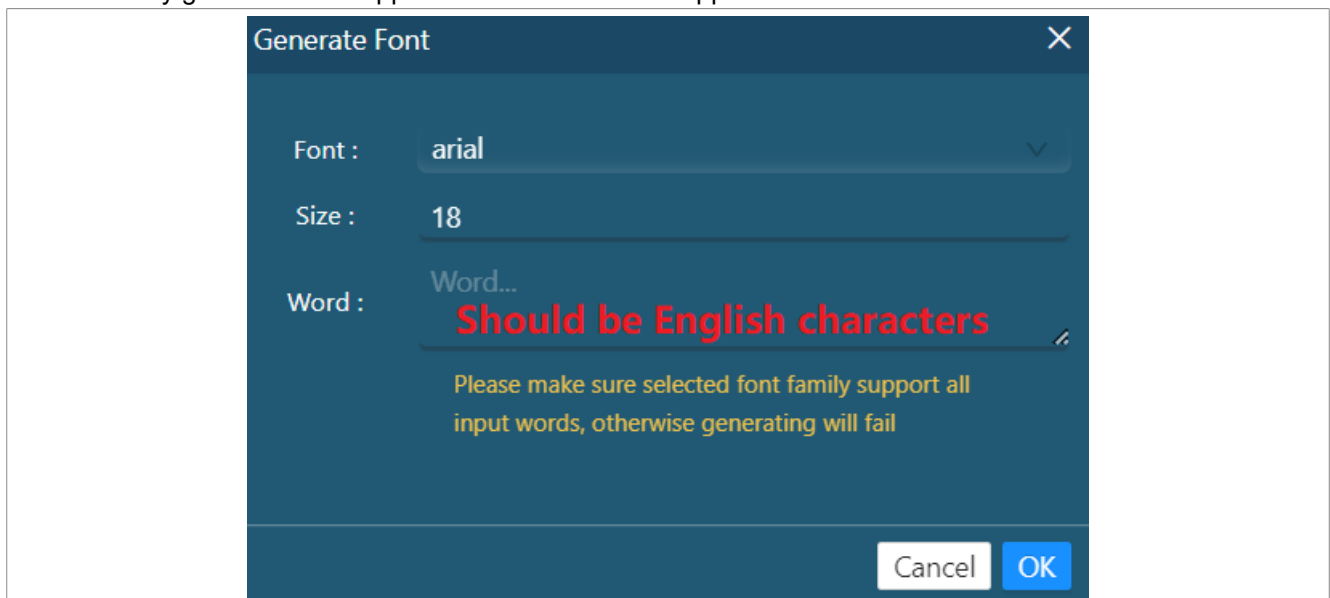 Generate Font
Font :
arial
Size :
18
Word :
Word...
Should be English characters
Please make sure selected font family support all
input words, otherwise generating will fail
Cancel
OK